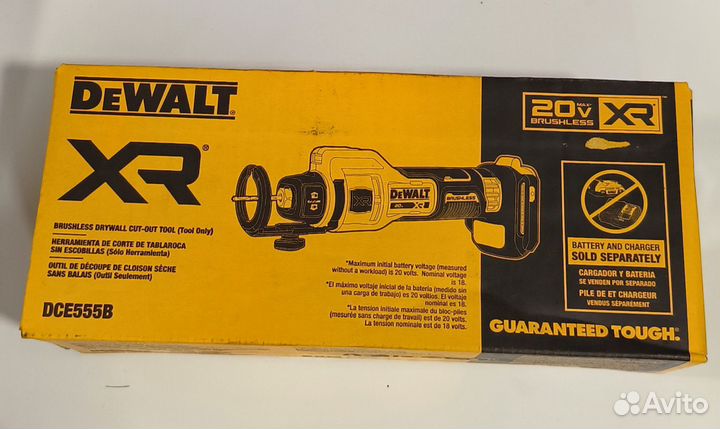 DEWALT®
XR®
BRUSHLESS DRYWALL CUT-OUT TOOL (Tool Only)
HERRAMIENTA DE CORTE DE TABLAROCA
SIN ESCOBILLAS (Sólo Herramienta)
OUTIL DE DÉCOUPE DE CLOISON SÈCHE
SANS BALAIS (Outil Seulement)
DCE555B
XR
DEWALT
20V
XR
BRUSHLESS
*Maximum initial battery voltage (measured
without a workload) is 20 volts. Nominal voltage
is 18.
*El máximo voltaje inicial de la batería (medido sin
una carga de trabajo) es 20 voltios. El voltaje
nominal es 18.
*La tension initiale maximale du bloc-piles
(mesurée sans charge de travail) est de 20 volts.
La tension nominale est de 18 volts.
20V MAX*
BRUSHLESS
XR™
BATTERY AND CHARGER
SOLD SEPARATELY
CARGADOR Y BATERIA
SE VENDEN POR SEPARADO
PILE DE ET CHARGEUR
VENDUS SÉPARÉMENT
GUARANTEED TOUGH®
Avito